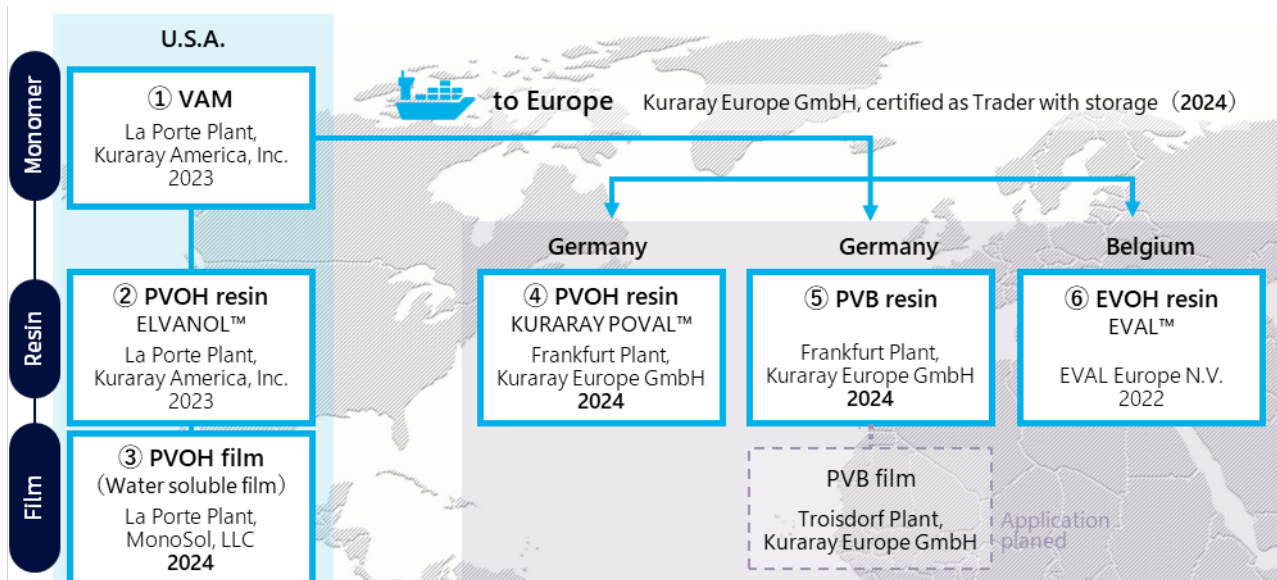 U.S.A.
Monomer
① VAM
La Porte Plant,
Kuraray America, Inc.
2023
to Europe
Kuraray Europe GmbH, certified as Trader with storage（2024）
Germany
Germany
Belgium
Resin
② PVOH resin
ELVANOL™
La Porte Plant,
Kuraray America, Inc.
2023
④ PVOH resin
KURARAY POVAL™
Frankfurt Plant,
Kuraray Europe GmbH
2024
⑤ PVB resin
Frankfurt Plant,
Kuraray Europe GmbH
2024
⑥ EVOH resin
EVAL™
EVAL Europe N.V.
2022
Film
③ PVOH film
（Water soluble film）
La Porte Plant,
MonoSol, LLC
2024
PVB film
Troisdorf Plant,
Kuraray Europe GmbH
Application
planed